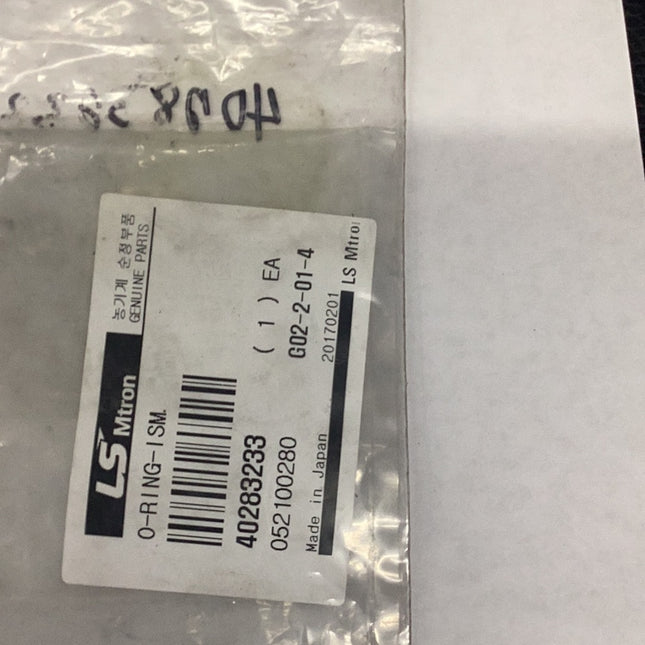 LS Mtron
농기계 순정부품
GENUINE PARTS
O-RING-ISM.
( 1 ) EA
40283233
G02-2-01-4
052100280
Made in Japan
20170201
LS Mtron